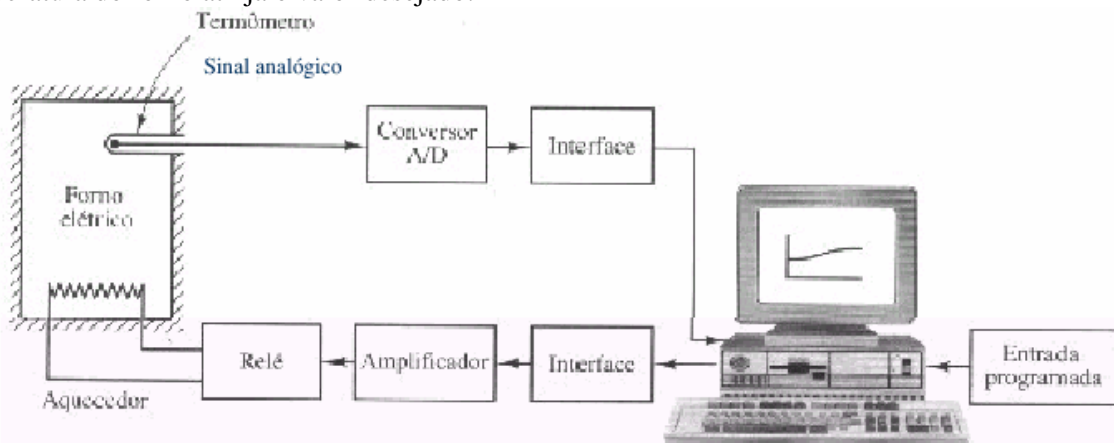 Termômetro
Sinal analógico
Conversor
A/D
Interface
Forno
elétrico
Relé
Amplificador
Interface
Entrada
programada
Aquecedor